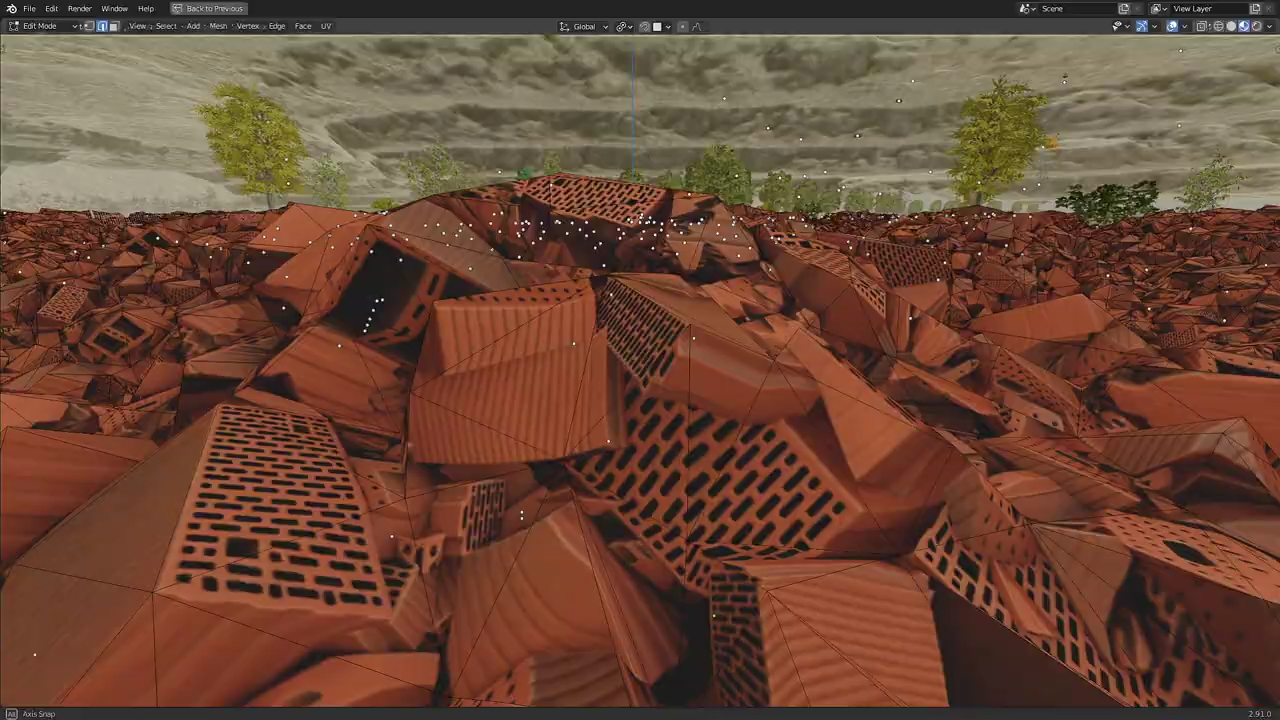 File Edit Render Window Help Back to Previous Scene View Layer
Edit Mode View Select Add Mesh Vertex Edge Face UV Global
Axis Snap 2.91.0